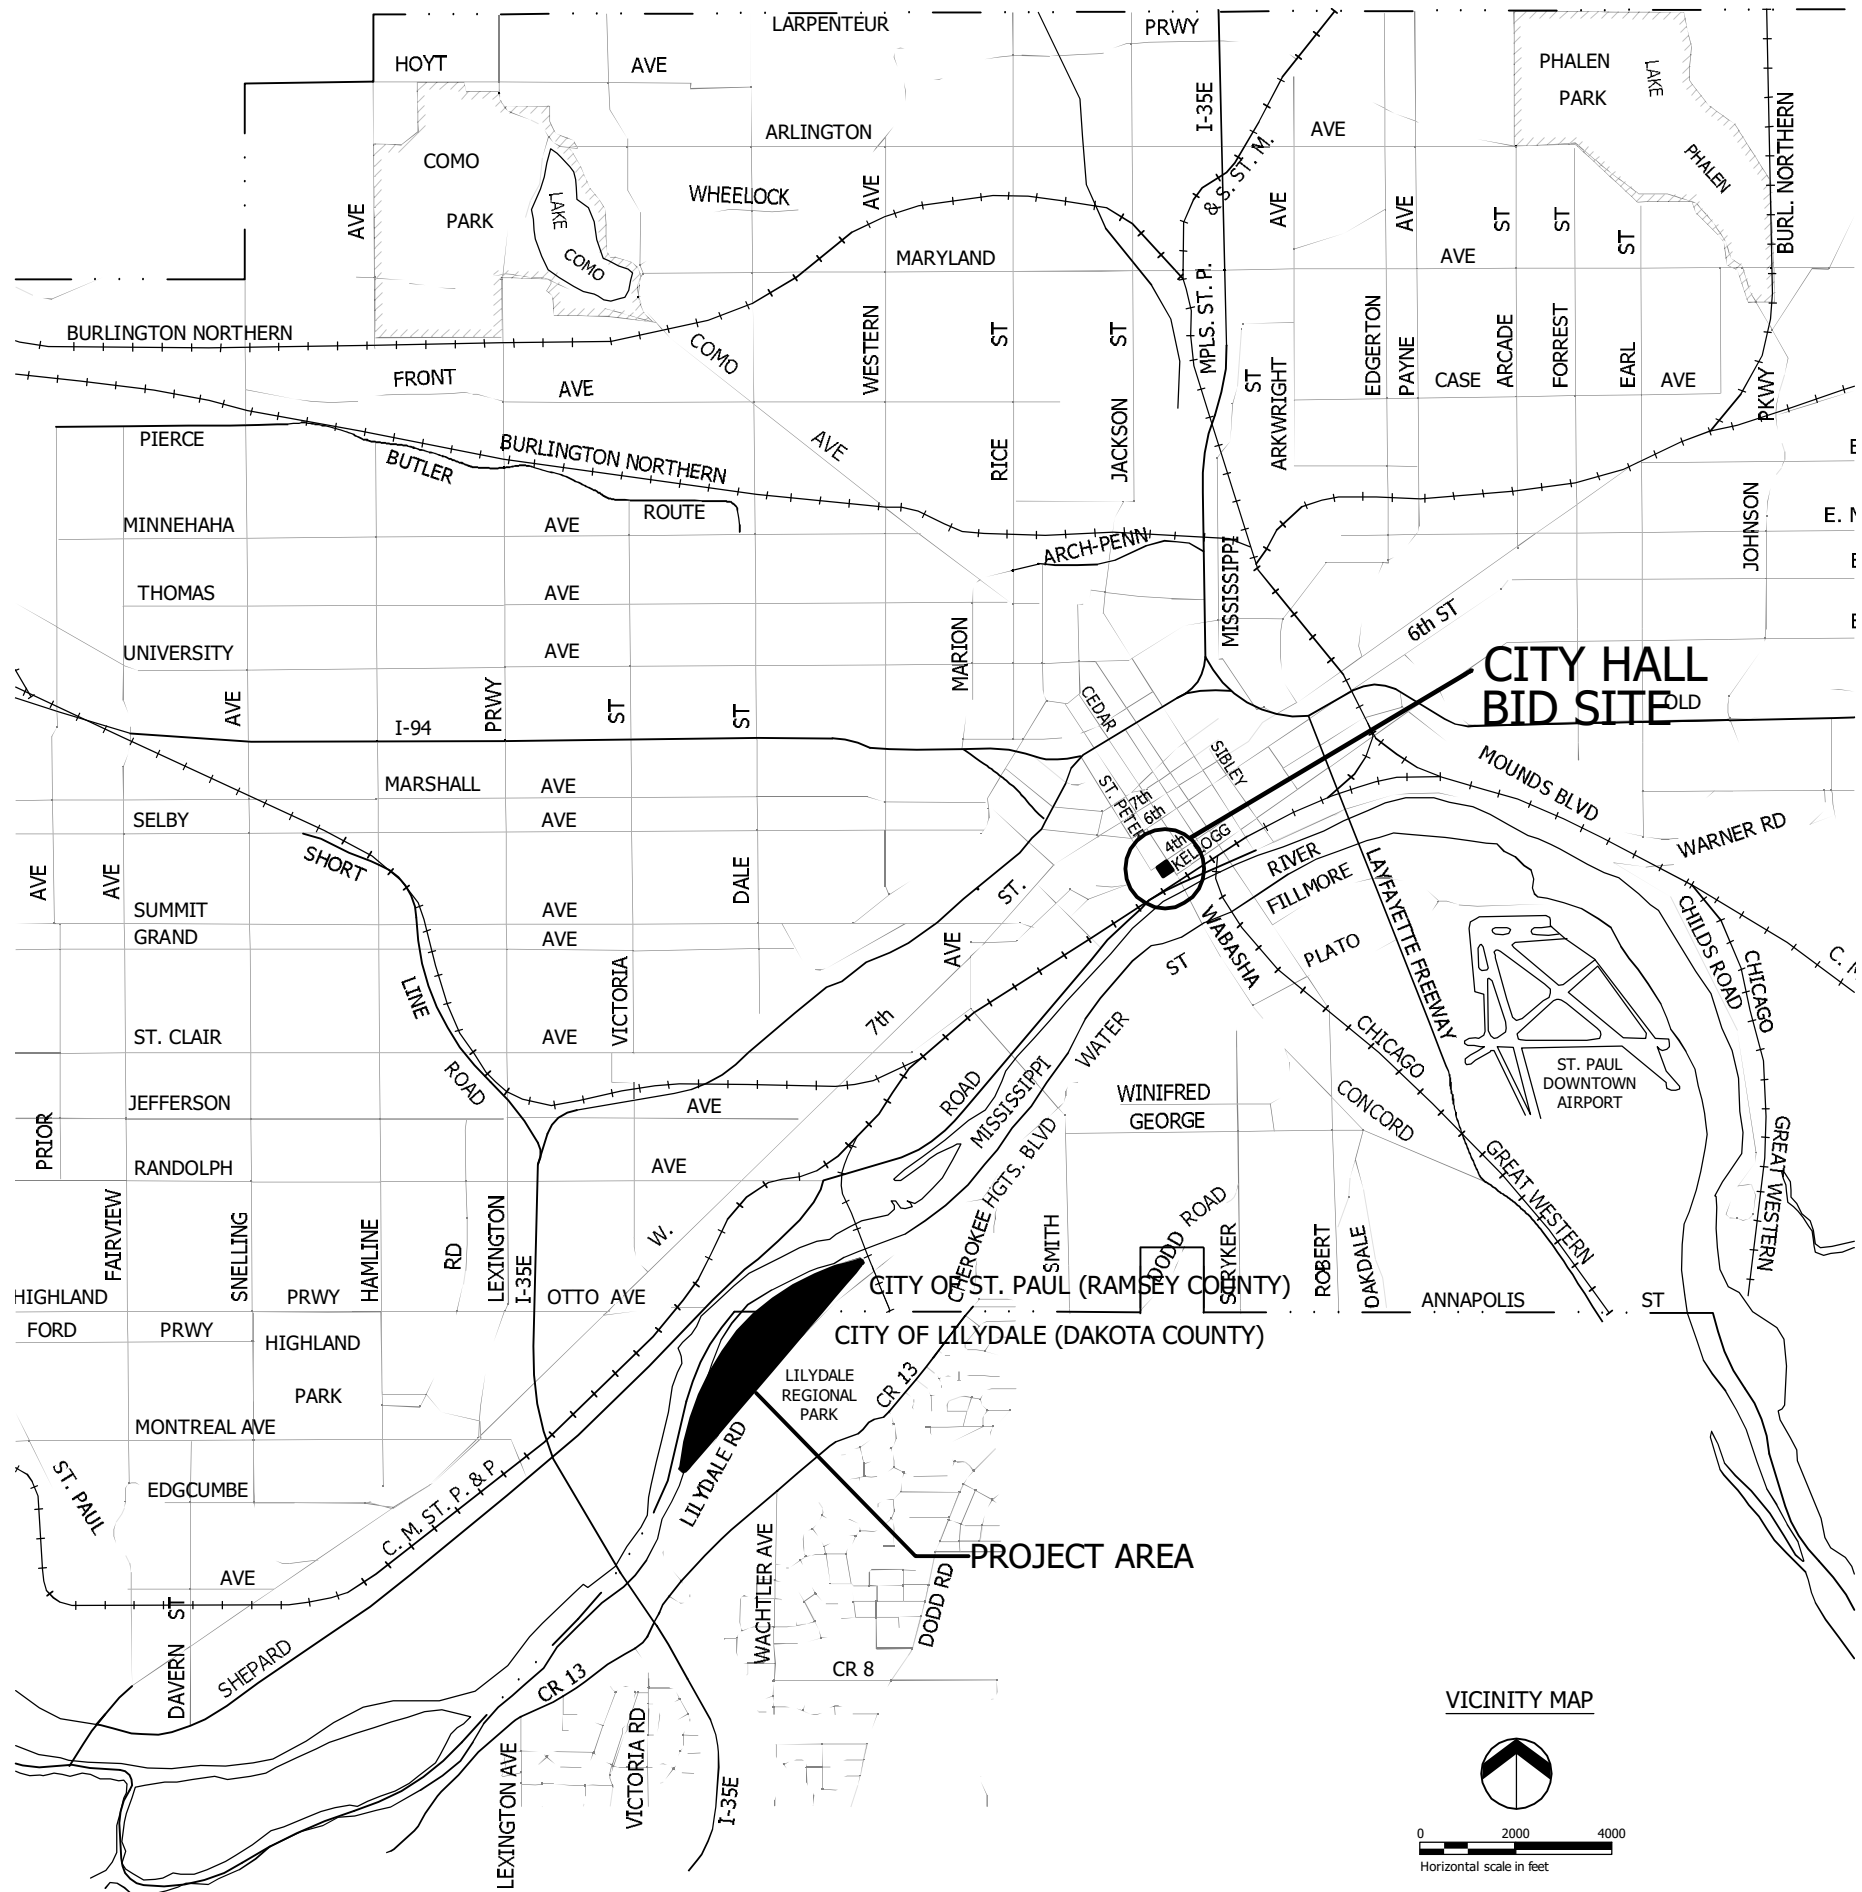 LARPENTEUR
PRWY
HOYT
AVE
I-35E
PHALEN
PARK
LAKE
PHALEN
BURL. NORTHERN
ARLINGTON
AVE
COMO
PARK
LAKE
COMO
WHEELOCK
AVE
AVE
& S. ST. M.
AVE
AVE
ST
ST
ST
MARYLAND
AVE
BURLINGTON NORTHERN
COMO
AVE
WESTERN
ST
ST
MPLS. ST. P.
ST
ARKWRIGHT
EDGERTON
PAYNE
CASE
ARCADE
FORREST
EARL
AVE
PKWY
FRONT
AVE
PIERCE
BUTLER
BURLINGTON NORTHERN
ROUTE
RICE
JACKSON
MINNEHAHA
AVE
ARCH-PENN
MISSISSIPPI
JOHNSON
E
E. M
E
E
THOMAS
AVE
UNIVERSITY
AVE
MARION
6th ST
CITY HALL
BID SITE
OLD
AVE
I-94
PRWY
ST
ST
CEDAR
SIBLEY
ST. PETER
7th
6th
4th
KELLOGG
MOUNDS BLVD
WARNER RD
MARSHALL
AVE
SELBY
AVE
SHORT
AVE
AVE
DALE
ST.
RIVER
FILLMORE
LAYFAYETTE FREEWAY
SUMMIT
AVE
GRAND
AVE
AVE
WABASHA
ST
PLATO
CHILDS ROAD
CHICAGO
C. M
LINE
VICTORIA
7th
ST. CLAIR
AVE
WATER
CHICAGO
ST. PAUL
DOWNTOWN
AIRPORT
ROAD
ROAD
MISSISSIPPI
WINIFRED
GEORGE
CONCORD
JEFFERSON
AVE
PRIOR
RANDOLPH
AVE
CHEROKEE HGTS. BLVD
GREAT WESTERN
GREAT WESTERN
FAIRVIEW
SNELLING
HAMLINE
RD
LEXINGTON
I-35E
W.
SMITH
DODD ROAD
STRYKER
ROBERT
OAKDALE
HIGHLAND
PRWY
OTTO AVE
CITY OF ST. PAUL (RAMSEY COUNTY)
ANNAPOLIS
ST
FORD
PRWY
CITY OF LILYDALE (DAKOTA COUNTY)
HIGHLAND
PARK
LILYDALE
REGIONAL
PARK
CR 13
MONTREAL AVE
LILYDALE RD
ST. PAUL
EDGCUMBE
C. M. ST. P. & P
PROJECT AREA
AVE
WACHTLER AVE
DODD RD
ST
DAVERN
SHEPARD
CR 13
CR 8
VICTORIA RD
LEXINGTON AVE
I-35E
VICINITY MAP
0
2000
4000
Horizontal scale in feet